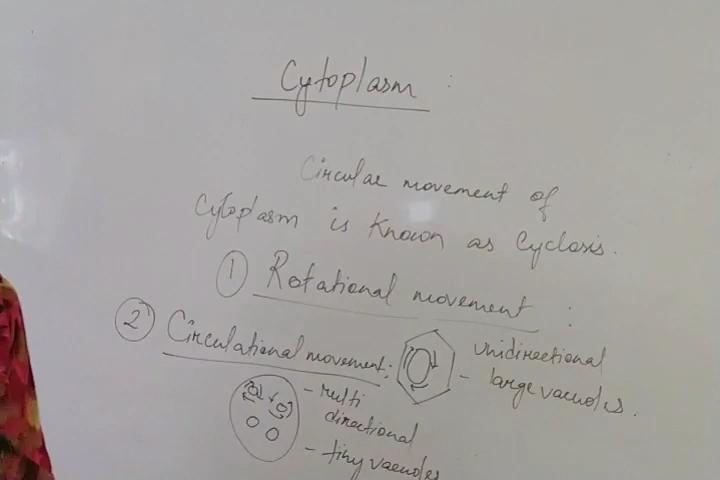 Cytoplasm :
Circular movement of
Cytoplasm is known as Cyclosis.
① Rotational movement :
② Circulational movement:
unidirectional
- large vacuoles.
- multi
directional
- tiny vacuoles